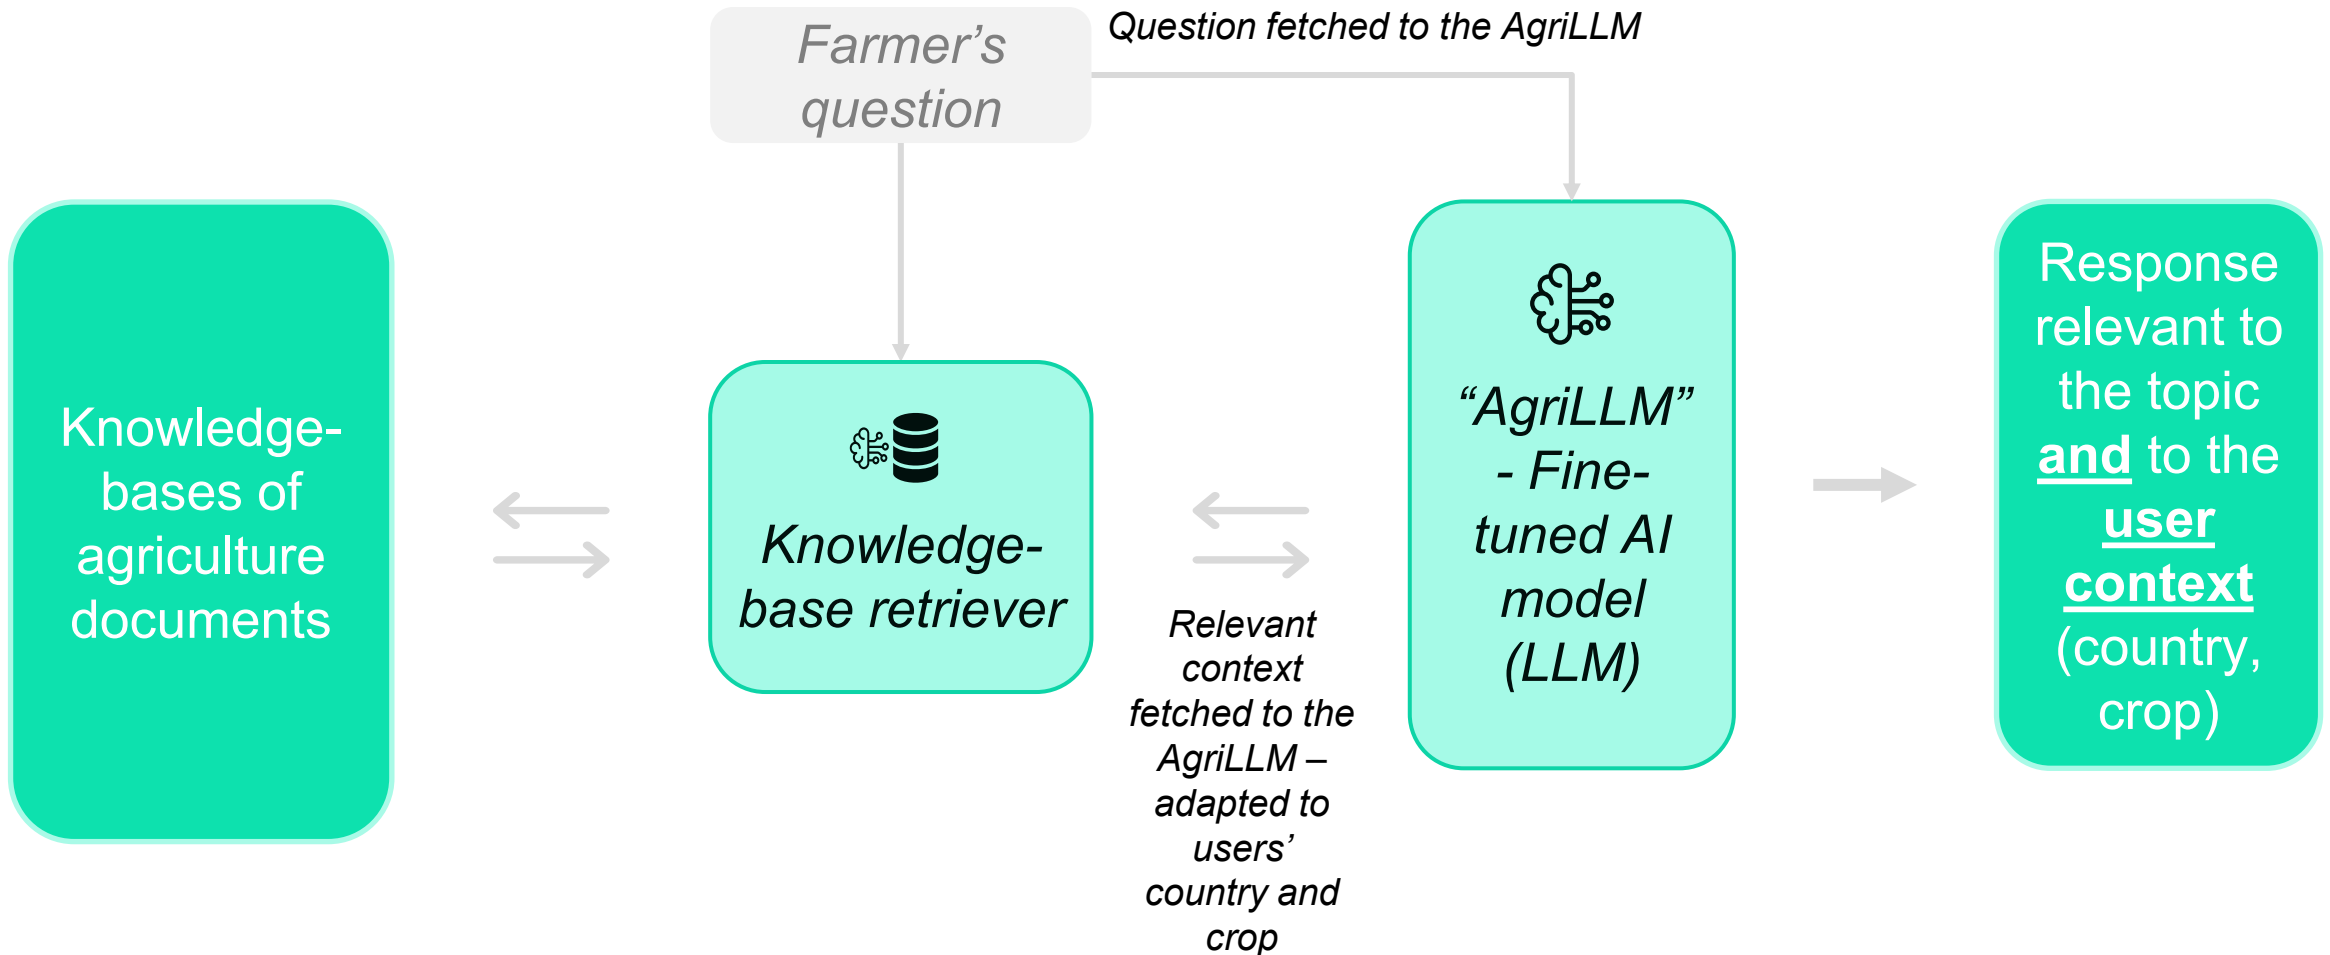 Farmer’s
question
Question fetched to the AgriLLM
Knowledge-
bases of
agriculture
documents
Knowledge-
base retriever
Relevant
context
fetched to the
AgriLLM –
adapted to
users’
country and
crop
“AgriLLM”
- Fine-
tuned AI
model
(LLM)
Response
relevant to
the topic
and to the
user
context
(country,
crop)